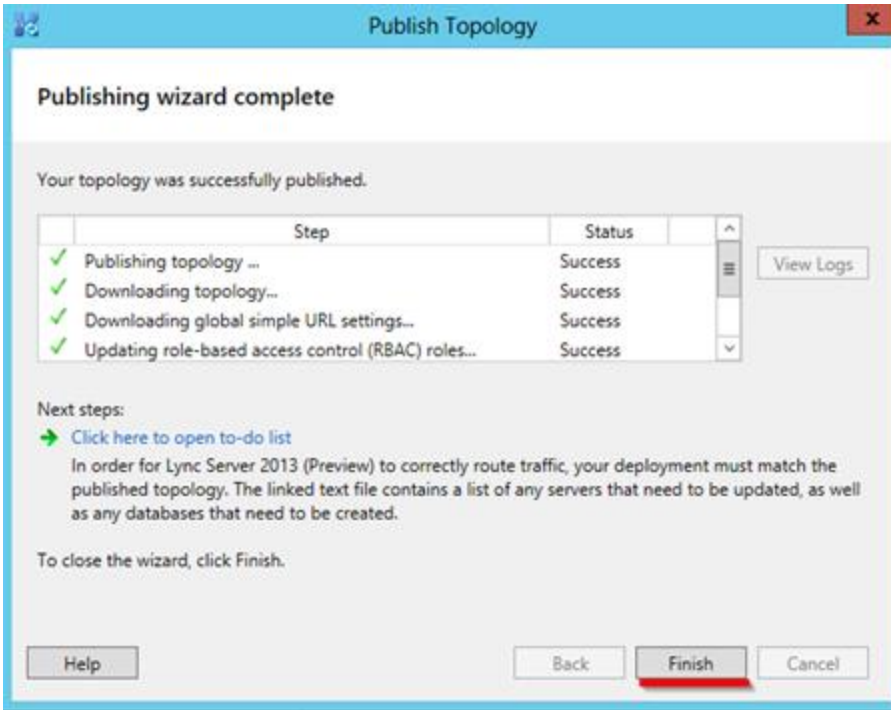 Publish Topology
x
Publishing wizard complete
Your topology was successfully published.
Step Status
Publishing topology ... Success
Downloading topology... Success
Downloading global simple URL settings... Success
Updating role-based access control (RBAC) roles... Success
View Logs
Next steps:
Click here to open to-do list
In order for Lync Server 2013 (Preview) to correctly route traffic, your deployment must match the
published topology. The linked text file contains a list of any servers that need to be updated, as well
as any databases that need to be created.
To close the wizard, click Finish.
Help Back Finish Cancel